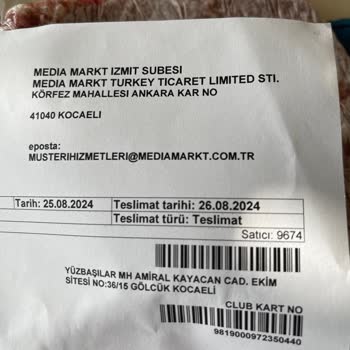 MEDIA MARKT IZMIT SUBESI
MEDIA MARKT TURKEY TICARET LIMITED STI.
KÖRFEZ MAHALLESI ANKARA KAR NO
41040 KOCAELI
eposta:
MUSTERIHIZMETLERI@MEDIAMARKT.COM.TR
Tarih: 25.08.2024 Teslimat tarihi: 26.08.2024
Teslimat türü: Teslimat
Satıcı: 9674
YÜZBAŞILAR MH AMİRAL KAYACAN CAD. EKİM
SİTESİ NO:36/15 GÖLCÜK KOCAELİ
CLUB KART NO
9819000972350440